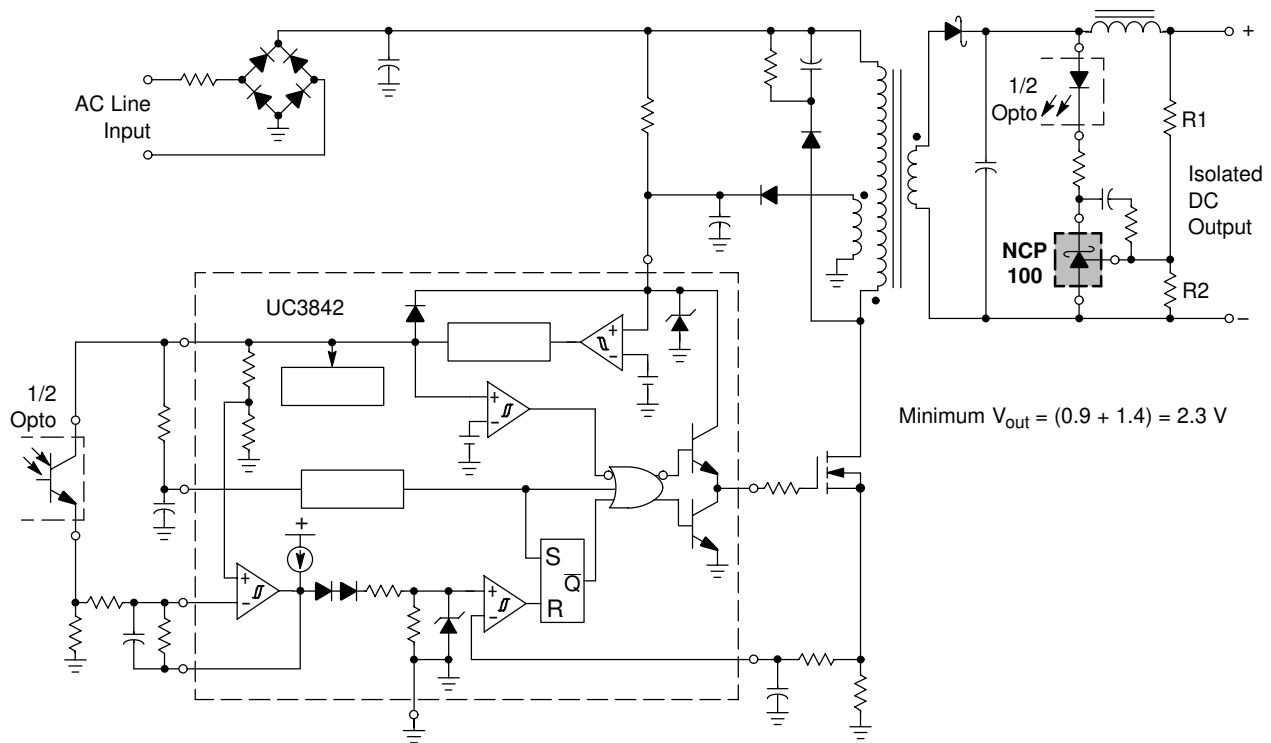 AC Line
Input
+
1/2
Opto
R1
Isolated
DC
Output
NCP
100
R2
−
UC3842
+
−
1/2
Opto
+
−
Minimum Vout = (0.9 + 1.4) = 2.3 V
+
S
Q̅
R
+
−
+
−